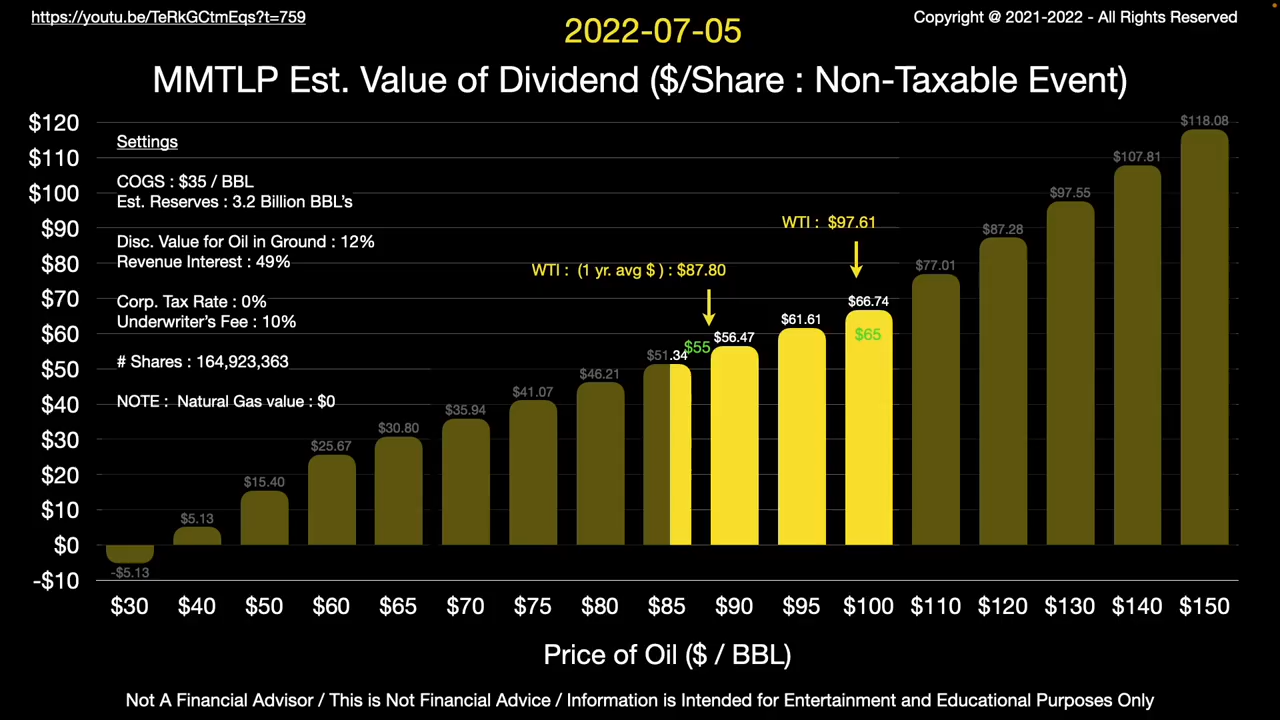 https://youtu.be/TeRkGCtmEqs?t=759
Copyright @ 2021-2022 - All Rights Reserved
2022-07-05
MMTLP Est. Value of Dividend ($/Share : Non-Taxable Event)
Settings
COGS : $35 / BBL
Est. Reserves : 3.2 Billion BBL's
Disc. Value for Oil in Ground : 12%
Revenue Interest : 49%
Corp. Tax Rate : 0%
Underwriter's Fee : 10%
# Shares : 164,923,363
NOTE : Natural Gas value : $0
WTI : (1 yr. avg $ ) : $87.80
WTI : $97.61
$120
$110
$100
$90
$80
$70
$60
$50
$40
$30
$20
$10
$0
-$10
-$5.13
$5.13
$15.40
$25.67
$30.80
$35.94
$41.07
$46.21
$51.34
$55
$56.47
$61.61
$66.74
$65
$77.01
$87.28
$97.55
$107.81
$118.08
$30 $40 $50 $60 $65 $70 $75 $80 $85 $90 $95 $100 $110 $120 $130 $140 $150
Price of Oil ($ / BBL)
Not A Financial Advisor / This is Not Financial Advice / Information is Intended for Entertainment and Educational Purposes Only